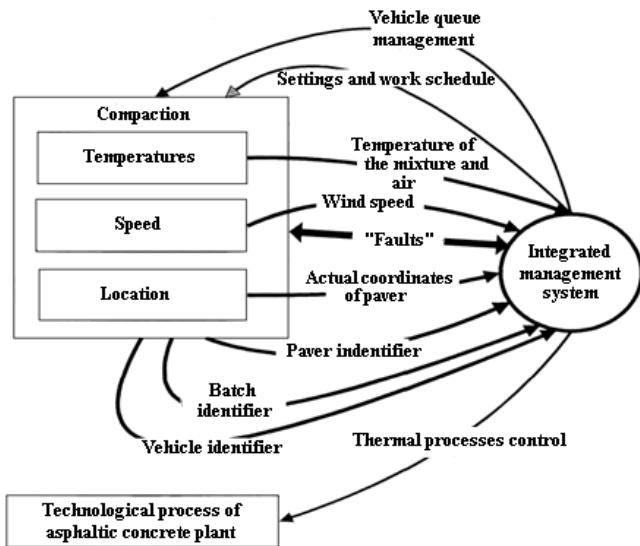 Vehicle queue
management
Settings and work schedule
Compaction
Temperatures
Temperature of
the mixture and
air
Speed
Wind speed
"Faults"
Integrated
management
system
Location
Actual coordinates
of paver
Paver indentifier
Batch
identifier
Vehicle identifier
Thermal processes control
Technological process of
asphaltic concrete plant